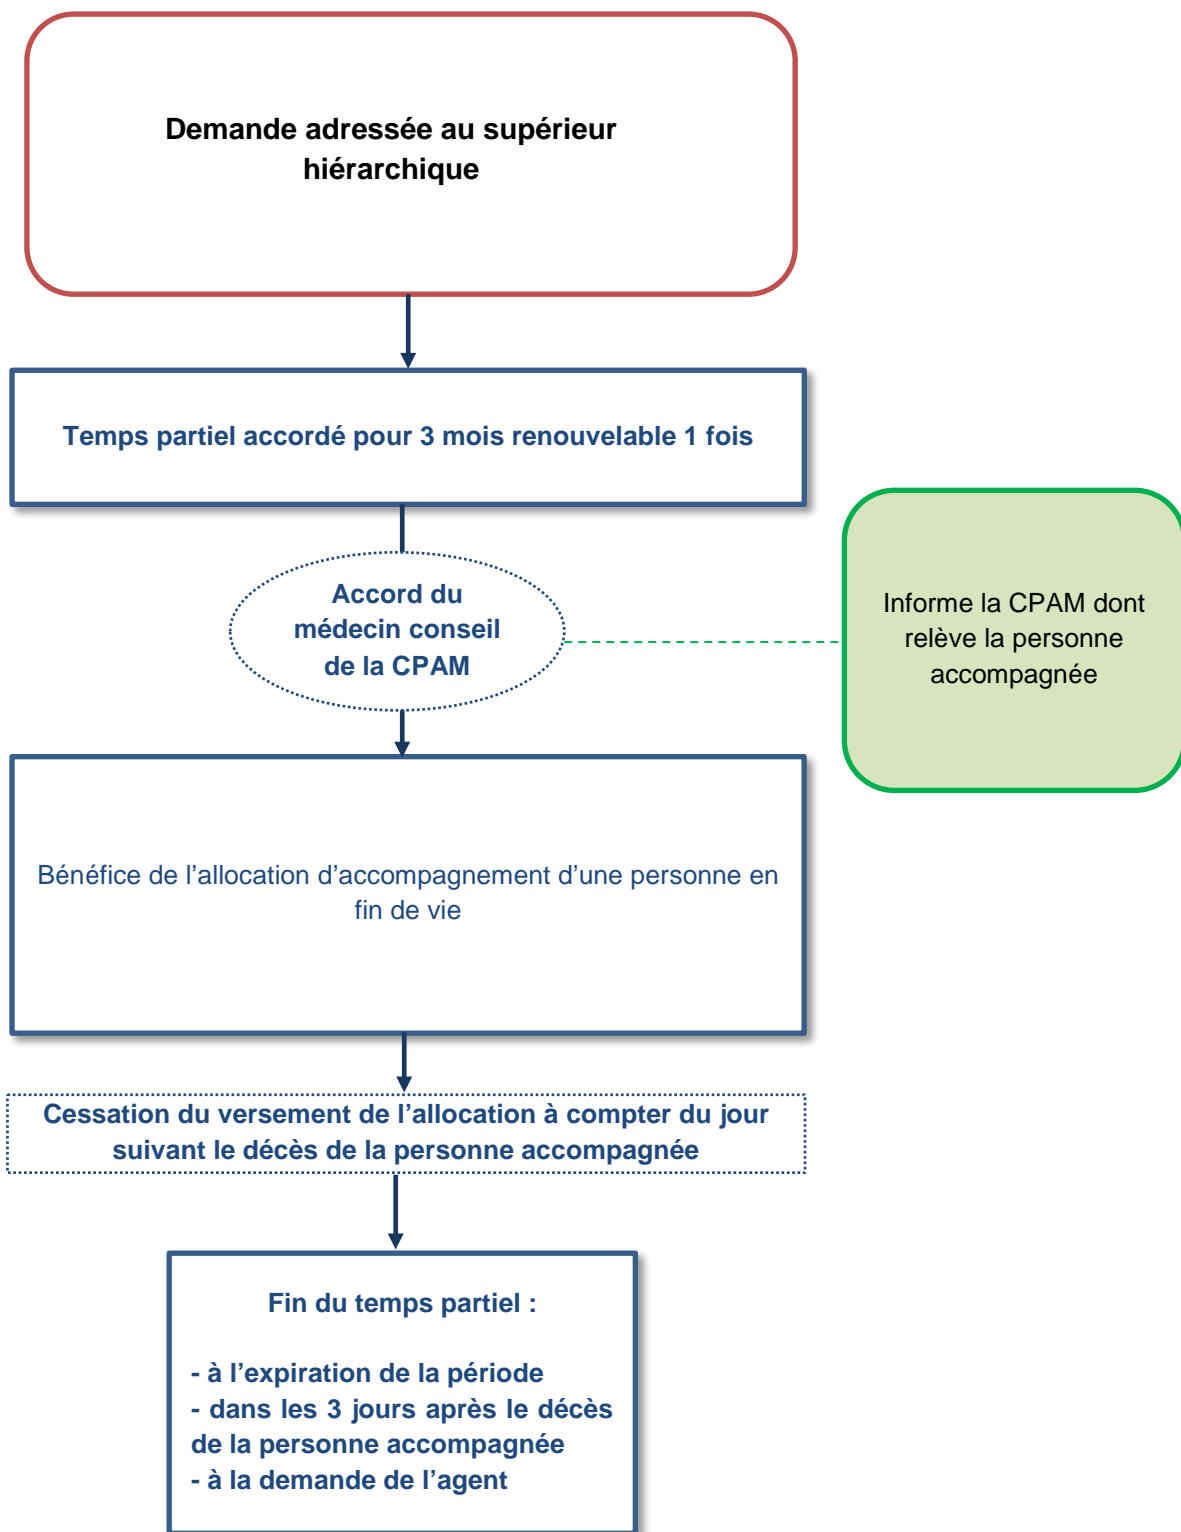 Demande adressée au supérieur
hiérarchique
Temps partiel accordé pour 3 mois renouvelable 1 fois
Accord du
médecin conseil
de la CPAM
Informe la CPAM dont
relève la personne
accompagnée
Bénéfice de l’allocation d’accompagnement d’une personne en
fin de vie
Cessation du versement de l’allocation à compter du jour
suivant le décès de la personne accompagnée
Fin du temps partiel :
- à l’expiration de la période
- dans les 3 jours après le décès
de la personne accompagnée
- à la demande de l’agent